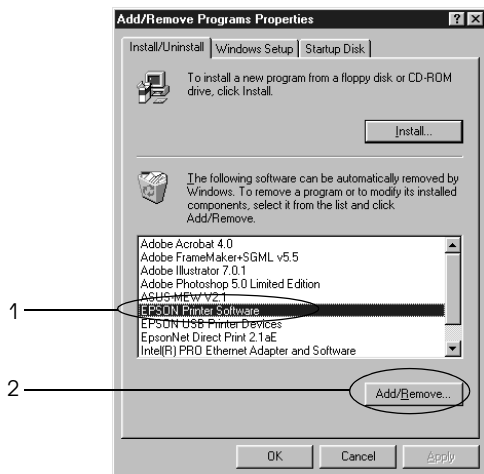 Add/Remove Programs Properties
Install/Uninstall
Windows Setup
Startup Disk
To install a new program from a floppy disk or CD-ROM
drive, click Install.
Install...
The following software can be automatically removed by
Windows. To remove a program or to modify its installed
components, select it from the list and click
Add/Remove.
Adobe Acrobat 4.0
Adobe FrameMaker+SGML v5.5
Adobe Illustrator 7.0.1
Adobe Photoshop 5.0 Limited Edition
ASUS-MEW V2.1
1
EPSON Printer Software
EPSON USB Printer Devices
EpsonNet Direct Print 2.1aE
Intel(R) PRO Ethernet Adapter and Software
2
Add/Remove...
OK
Cancel
Apply